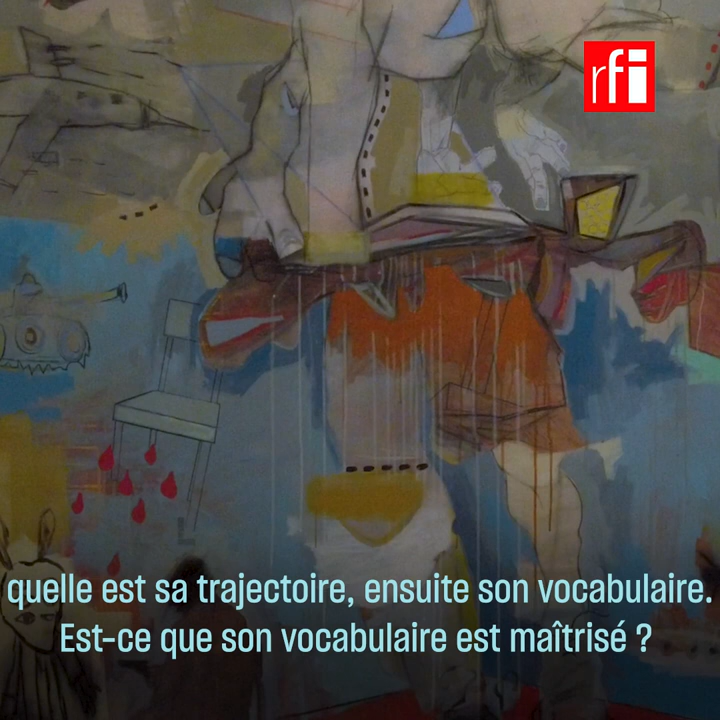 rfi
quelle est sa trajectoire, ensuite son vocabulaire.
Est-ce que son vocabulaire est maîtrisé ?